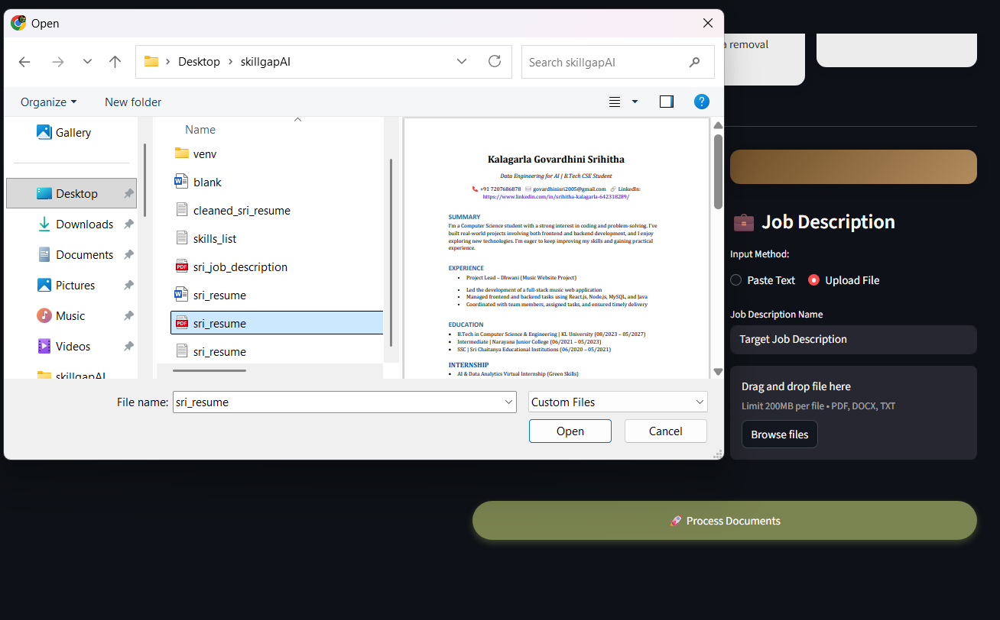 Open
Desktop
skillgapAI
Search skillgapAI
Organize
New folder
?
Gallery
Desktop
Downloads
Documents
Pictures
Music
Videos
skillgapAI
Name
venv
blank
cleaned_sri_resume
skills_list
PDF sri_job_description
sri_resume
PDF sri_resume
sri_resume
Kalagarla Govardhini Srihitha
Data Engineering for AI | B.Tech CSE Student
📞 +91 7207686878 ✉ govardhinisri2005@gmail.com 🔗 LinkedIn:
https://www.linkedin.com/in/srihitha-kalagarla-642318289/
SUMMARY
I'm a Computer Science student with a strong interest in coding and problem-solving. I've
built real-world projects involving both frontend and backend development, and I enjoy
exploring new technologies. I'm eager to keep improving my skills and gaining practical
experience.
EXPERIENCE
• Project Lead – Dhwani (Music Website Project)
• Led the development of a full-stack music web application
• Managed frontend and backend tasks using React.js, Node.js, MySQL, and Java
• Coordinated with team members, assigned tasks, and ensured timely delivery
EDUCATION
• B.Tech in Computer Science & Engineering | KL University (08/2023 – 05/2027)
• Intermediate | Narayana Junior College (06/2021 – 05/2023)
• SSC | Sri Chaitanya Educational Institutions (06/2020 – 05/2021)
INTERNSHIP
• AI & Data Analytics Virtual Internship (Green Skills)
File name:
sri_resume
Custom Files
Open
Cancel
a removal
💼 Job Description
Input Method:
Paste Text
Upload File
Job Description Name
Target Job Description
Drag and drop file here
Limit 200MB per file • PDF, DOCX, TXT
Browse files
🚀 Process Documents